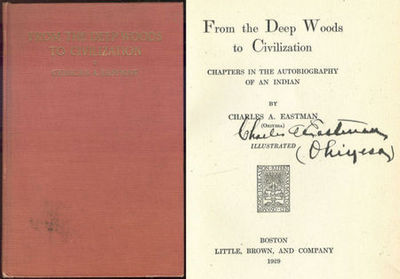 FROM THE DEEP WOODS
TO CIVILIZATION
CHARLES A. EASTMAN
From the Deep Woods
to Civilization
CHAPTERS IN THE AUTOBIOGRAPHY
OF AN INDIAN
BY
CHARLES A. EASTMAN
(OHIYESA)
Charles A Eastman
(Ohiyesa)
ILLUSTRATED
BOSTON
LITTLE, BROWN, AND COMPANY
1929